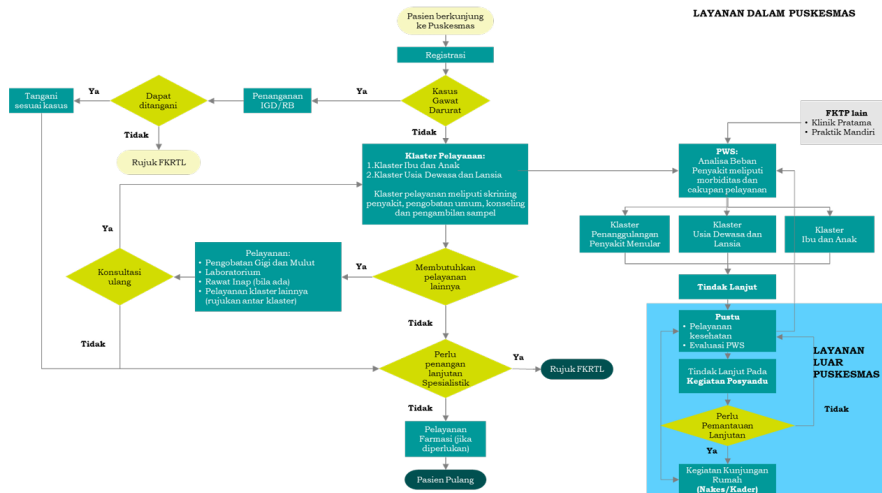 Pasien berkunjung
ke Puskesmas
LAYANAN DALAM PUSKESMAS
Registrasi
Kasus
Gawat
Darurat
Ya
Penanganan
IGD/RB
Dapat
ditangani
Ya
Tangani
sesuai kasus
Tidak
Rujuk FKRTL
Tidak
Klaster Pelayanan:
1.Klaster Ibu dan Anak
2.Klaster Usia Dewasa dan Lansia
Klaster pelayanan meliputi skrining
penyakit, pengobatan umum, konseling
dan pengambilan sampel
Membutuhkan
pelayanan
lainnya
Ya
Pelayanan:
• Pengobatan Gigi dan Mulut
• Laboratorium
• Rawat Inap (bila ada)
• Pelayanan klaster lainnya
(rujukan antar klaster)
Konsultasi
ulang
Ya
Tidak
Tidak
Perlu
penangan
lanjutan
Spesialistik
Ya
Rujuk FKRTL
Tidak
Pelayanan
Farmasi (jika
diperlukan)
Pasien Pulang
FKTP lain
• Klinik Pratama
• Praktik Mandiri
PWS:
Analisa Beban
Penyakit meliputi
morbiditas dan
cakupan pelayanan
Klaster
Penanggulangan
Penyakit Menular
Klaster
Usia Dewasa dan
Lansia
Klaster
Ibu dan Anak
Tindak Lanjut
Pustu
• Pelayanan
kesehatan
• Evaluasi PWS
LAYANAN
LUAR
PUSKESMAS
Tindak Lanjut Pada
Kegiatan Posyandu
Perlu
Pemantauan
Lanjutan
Tidak
Ya
Kegiatan Kunjungan
Rumah
(Nakes/Kader)